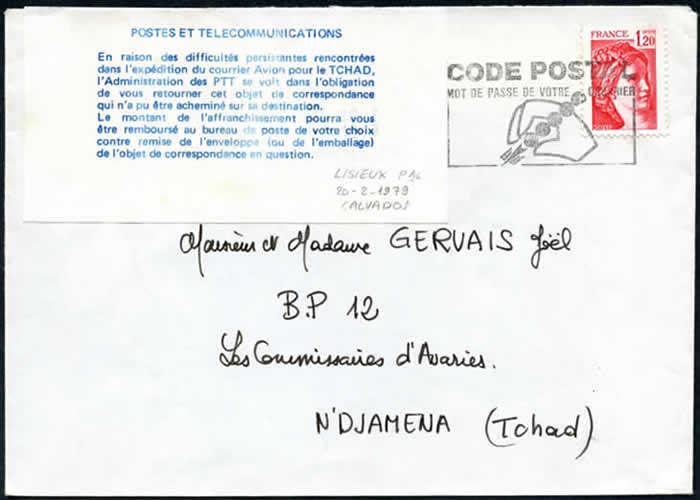 POSTES ET TELECOMMUNICATIONS
En raison des difficultés persistantes rencontrées
dans l'expédition du courrier Avion pour le TCHAD,
l'Administration des PTT se voit dans l'obligation
de vous retourner cet objet de correspondance
qui n'a pu être acheminé sur sa destination.
Le montant de l'affranchissement pourra vous
être remboursé au bureau de poste de votre choix
contre remise de l'enveloppe (ou de l'emballage)
de l'objet de correspondance en question.
LISIEUX PAL
20-2-1979
CALVADOS
FRANCE
1,20
CODE POSTAL
MOT DE PASSE DE VOTRE COURRIER
Monsieur et Madame GERVAIS Joël
B.P 12
Les Commissaires d'Avaries.
N'DJAMENA (Tchad)